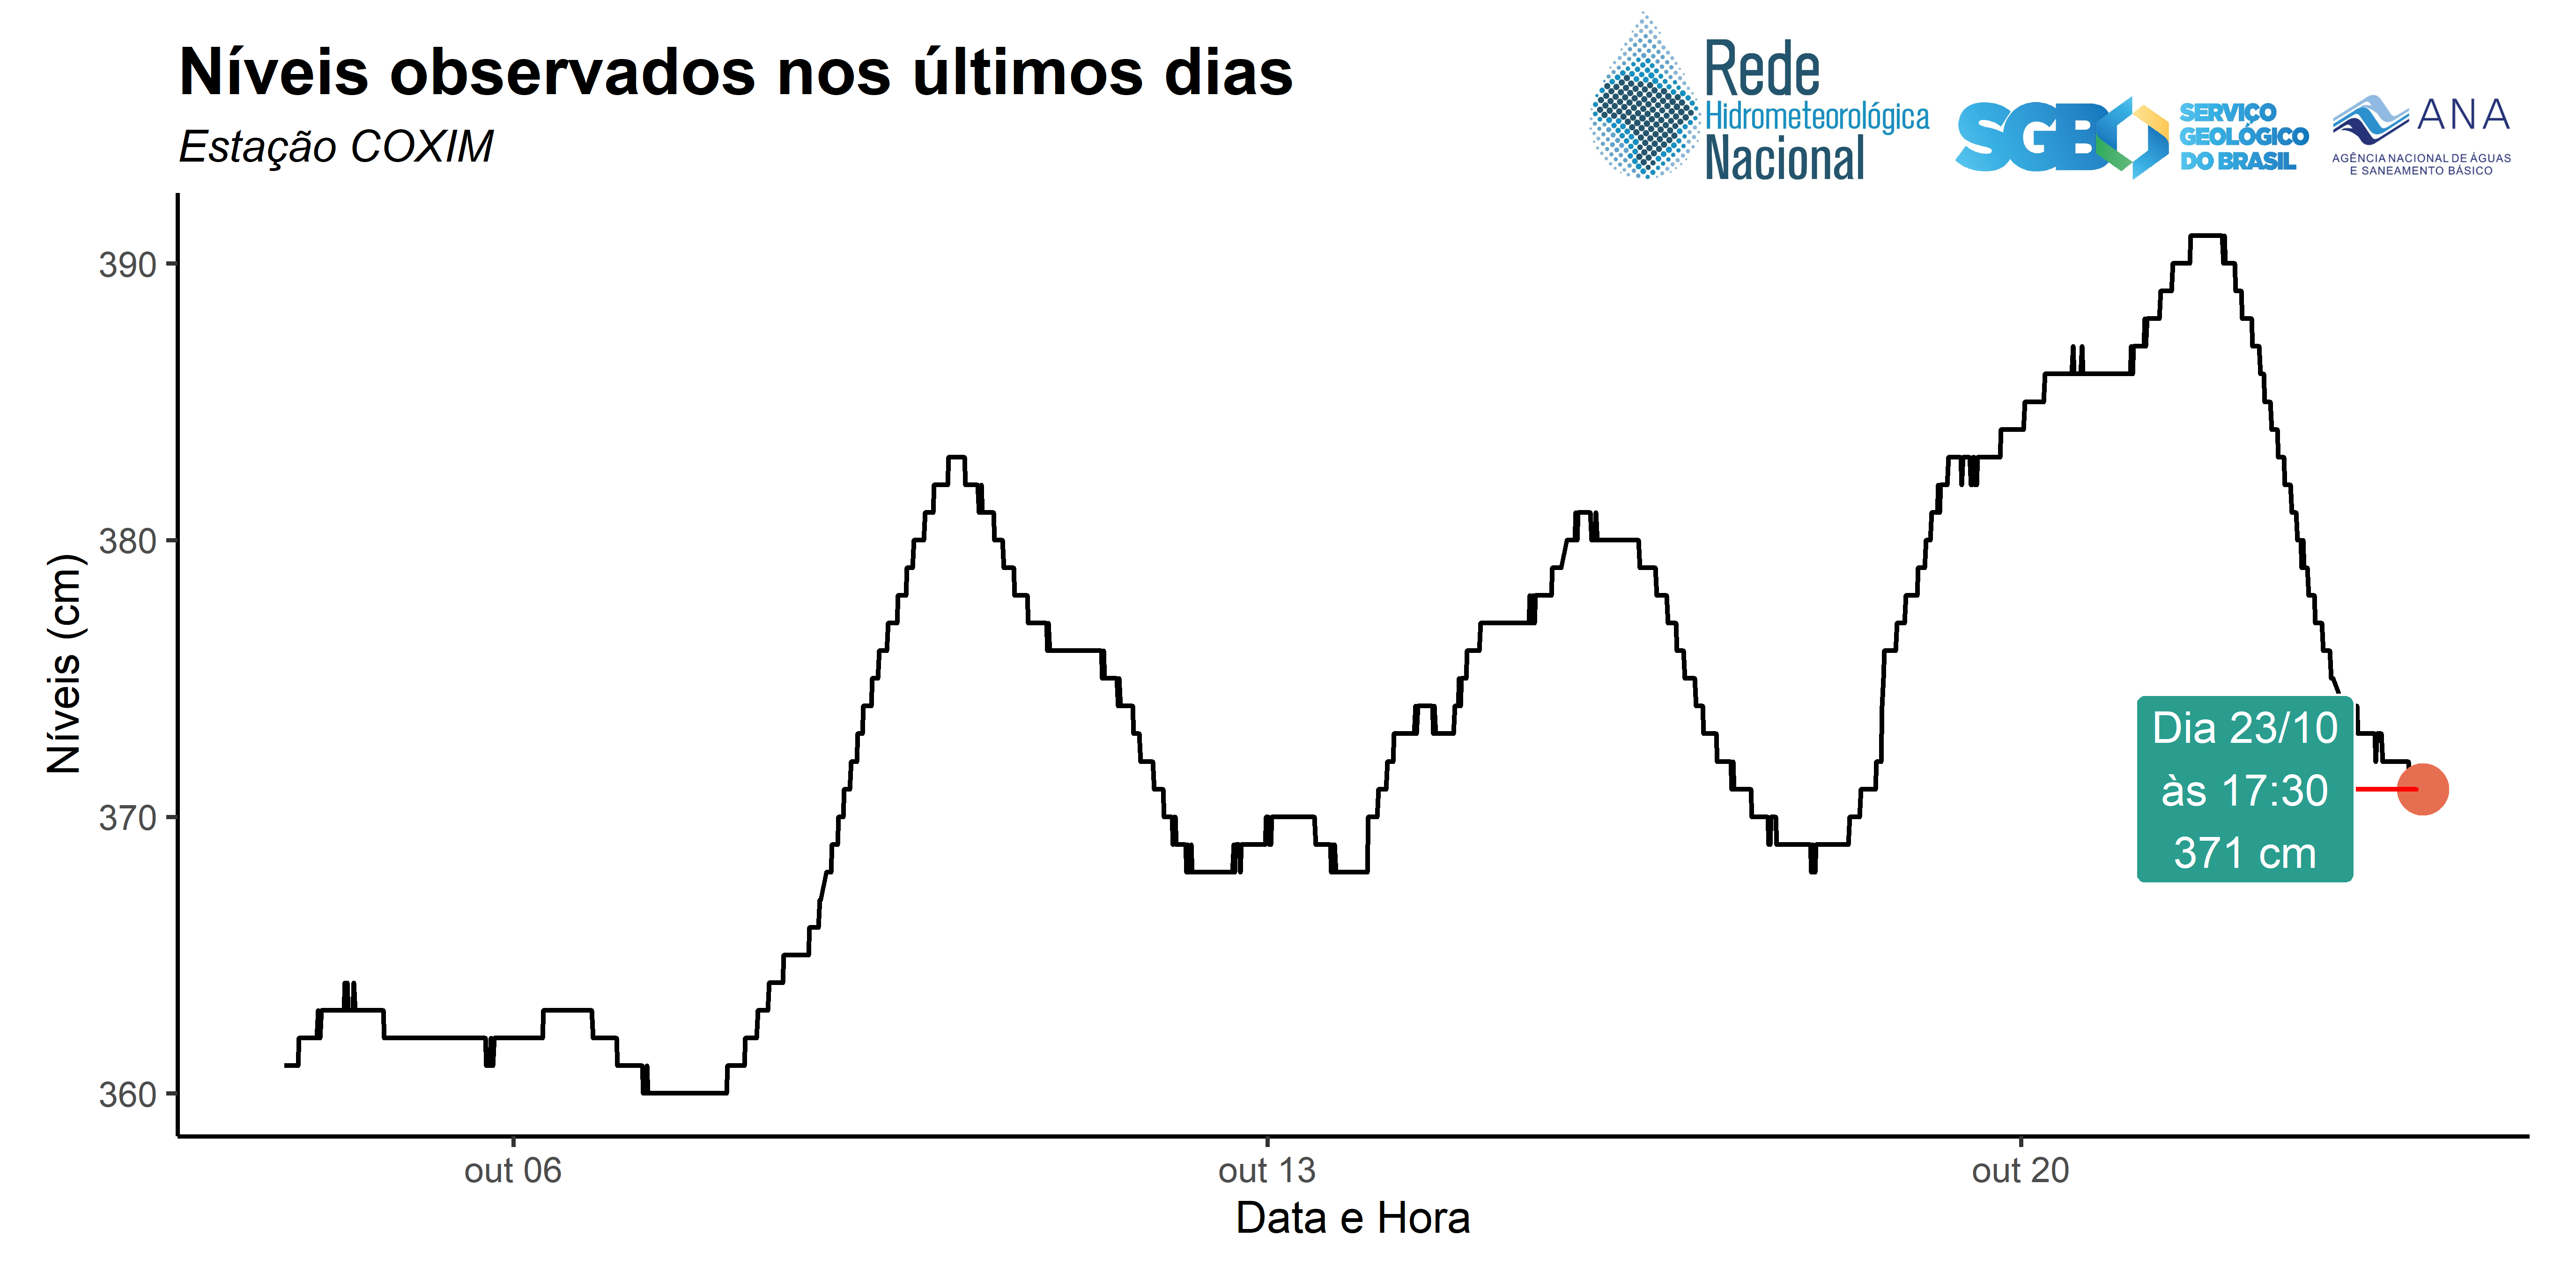 Níveis observados nos últimos dias
Estação COXIM
Rede
Hidrometeorológica
Nacional
SGB
SERVIÇO
GEOLÓGICO
DO BRASIL
ANA
AGÊNCIA NACIONAL DE ÁGUAS
E SANEAMENTO BÁSICO
Níveis (cm)
390
380
370
360
Dia 23/10
às 17:30
371 cm
out 06
out 13
out 20
Data e Hora